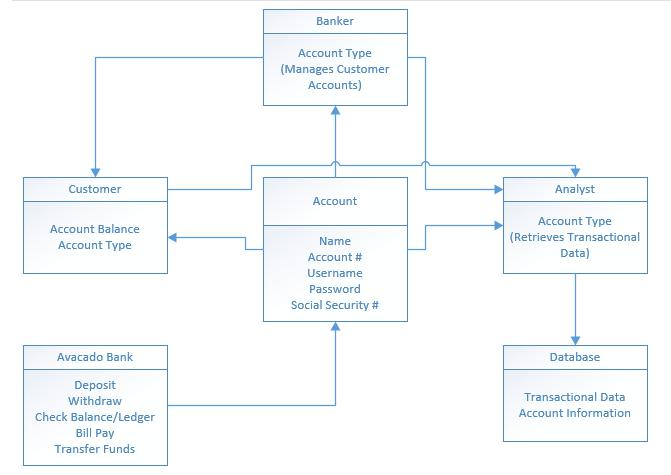 Banker
Account Type
(Manages Customer
Accounts)
Customer
Account Balance
Account Type
Account
Name
Account #
Username
Password
Social Security #
Analyst
Account Type
(Retrieves Transactional
Data)
Avacado Bank
Deposit
Withdraw
Check Balance/Ledger
Bill Pay
Transfer Funds
Database
Transactional Data
Account Information